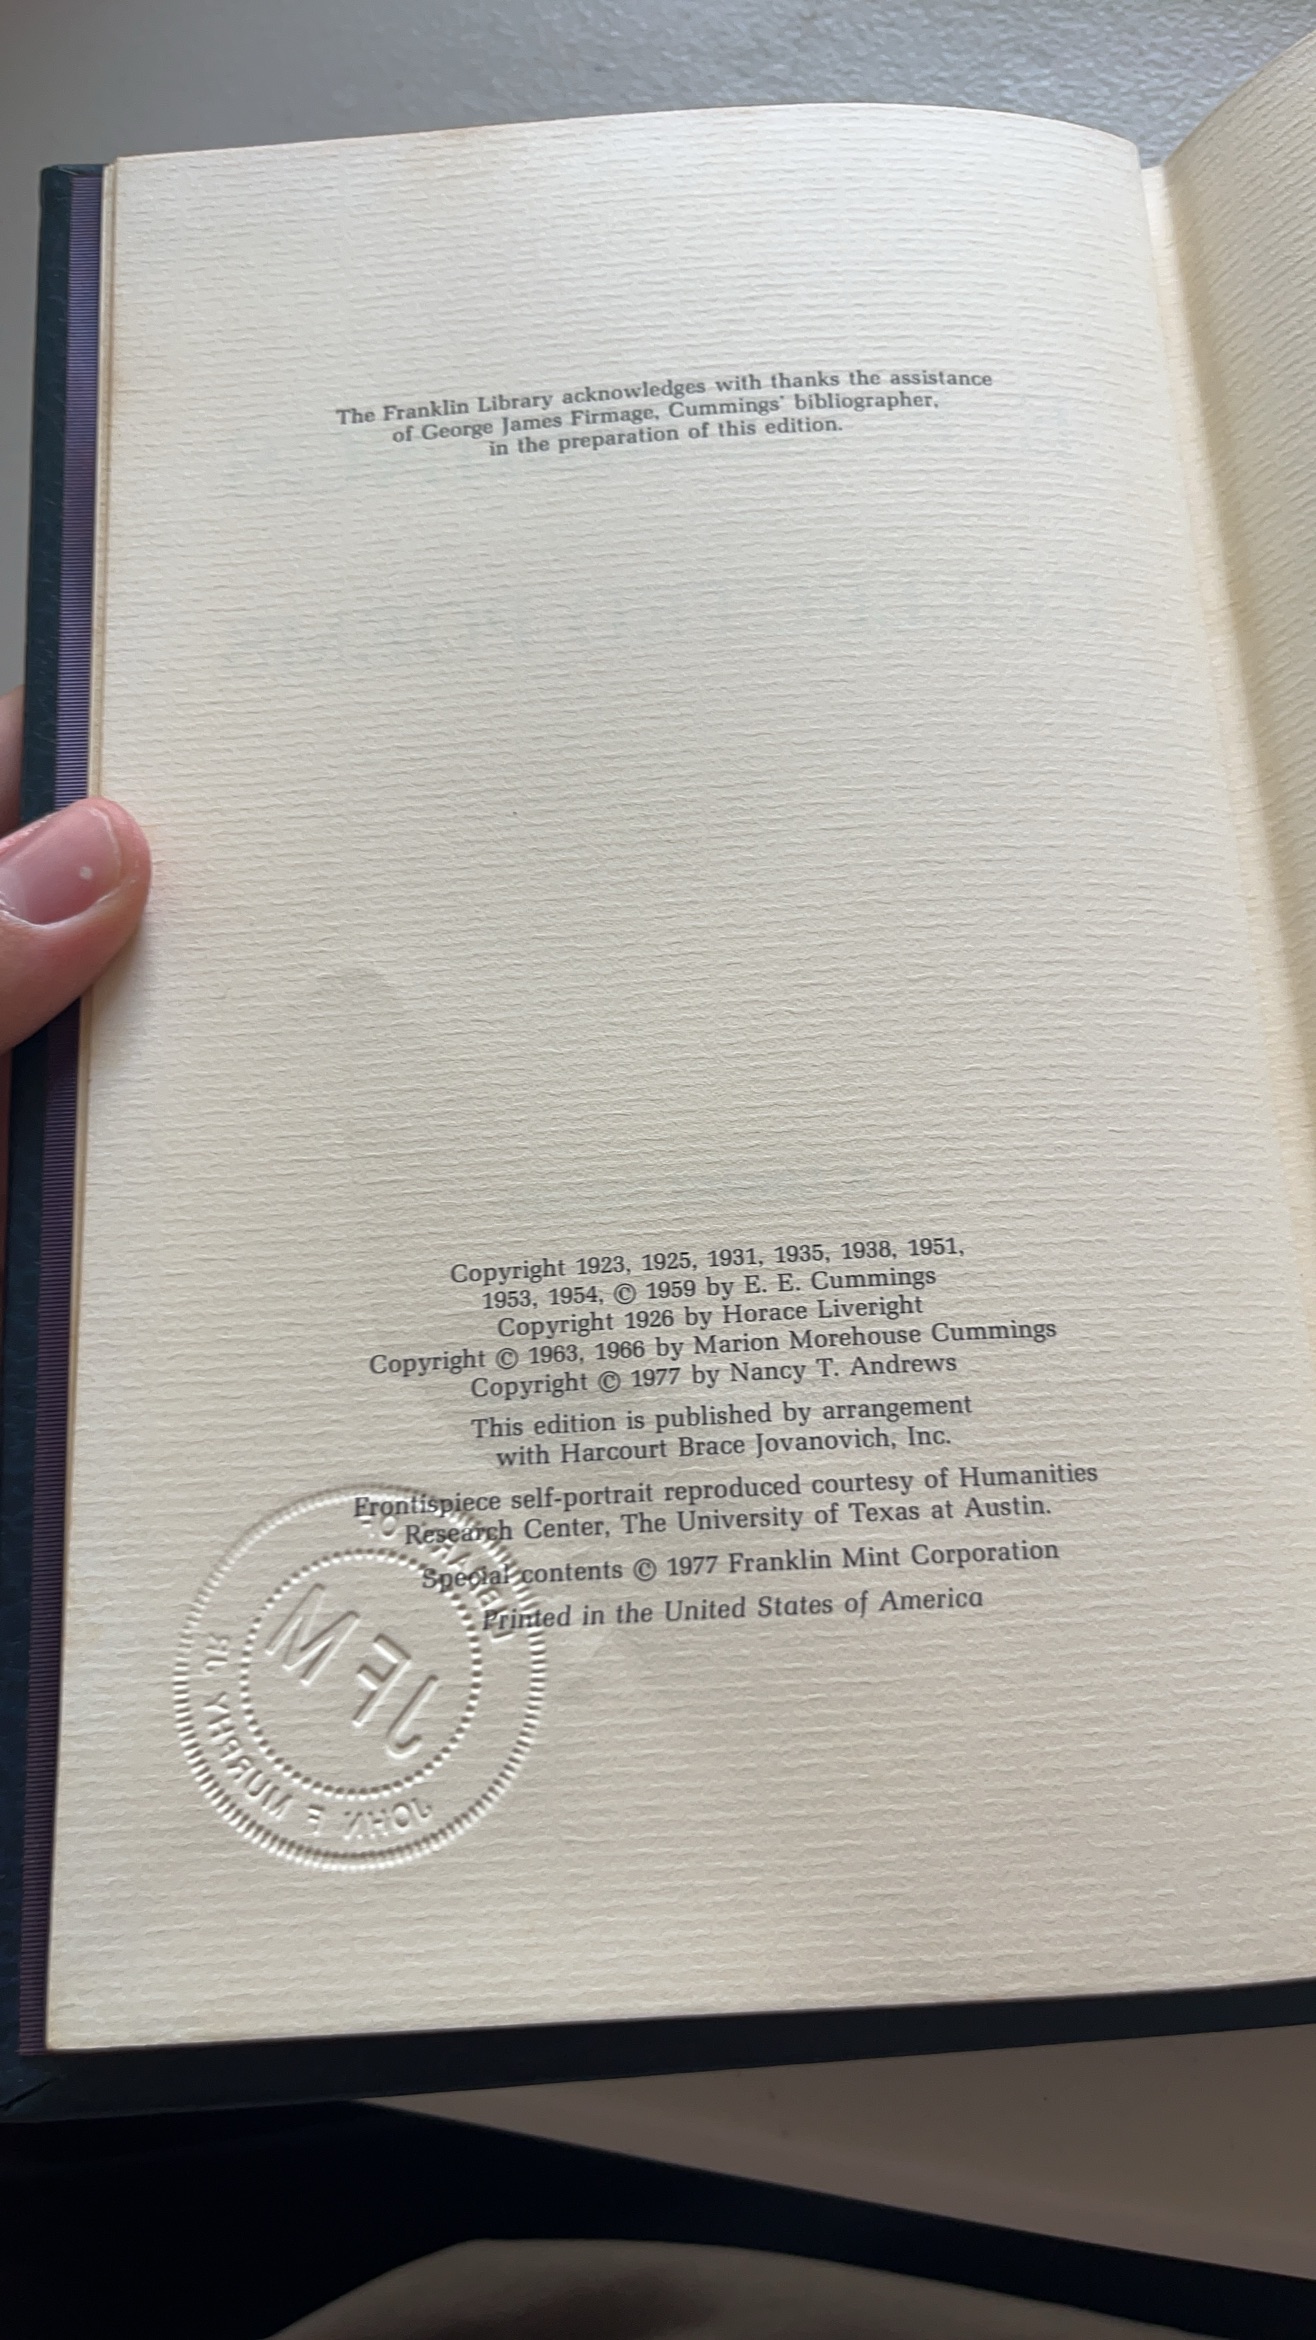 The Franklin Library acknowledges with thanks the assistance
of George James Firmage, Cummings' bibliographer,
in the preparation of this edition.
Copyright 1923, 1925, 1931, 1935, 1938, 1951,
1953, 1954, © 1959 by E. E. Cummings
Copyright 1926 by Horace Liveright
Copyright © 1963, 1966 by Marion Morehouse Cummings
Copyright © 1977 by Nancy T. Andrews
This edition is published by arrangement
with Harcourt Brace Jovanovich, Inc.
Frontispiece self-portrait reproduced courtesy of Humanities
Research Center, The University of Texas at Austin.
Special contents © 1977 Franklin Mint Corporation
Printed in the United States of America
LIBRARY OF
JFM
JOHN F MURRHY JR